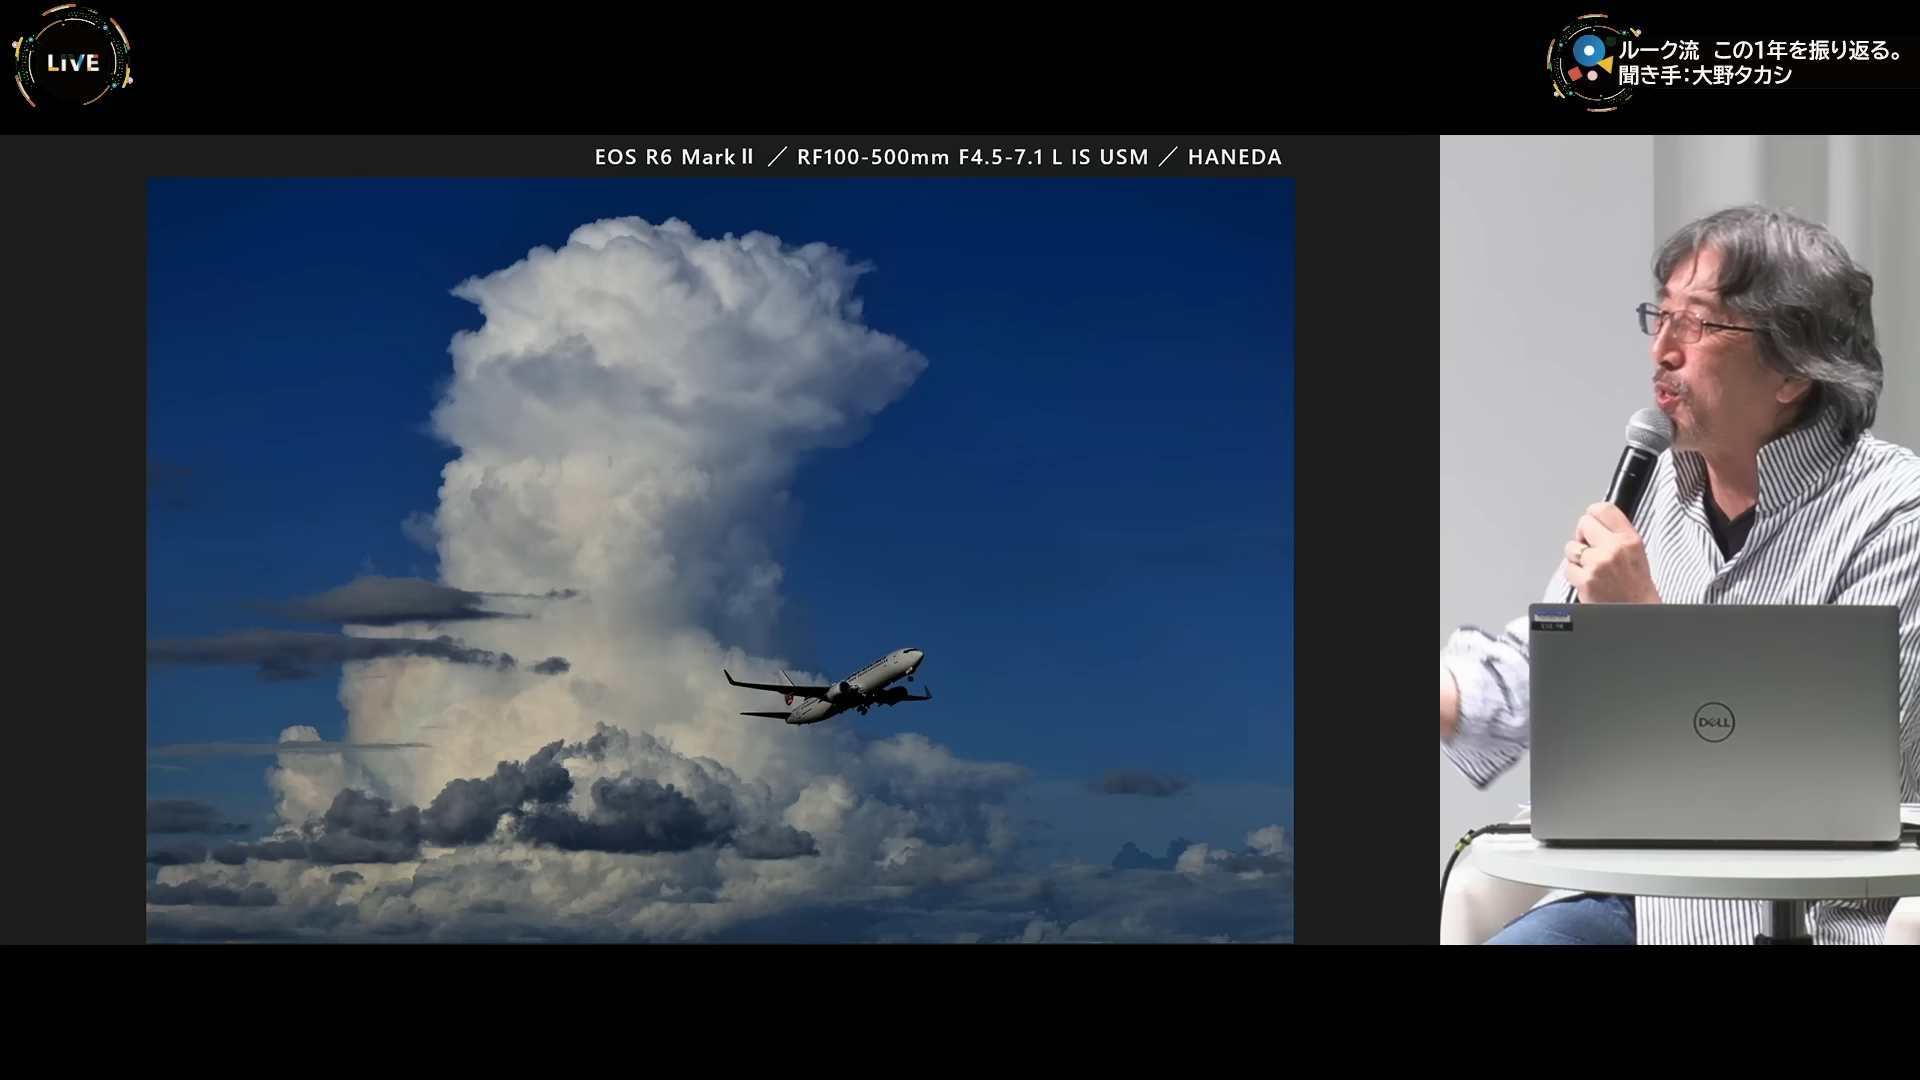 LIVE
ルーク流 この1年を振り返る。
聞き手：大野タカシ
EOS R6 Mark Ⅱ ／ RF100-500mm F4.5-7.1 L IS USM ／ HANEDA
DELL